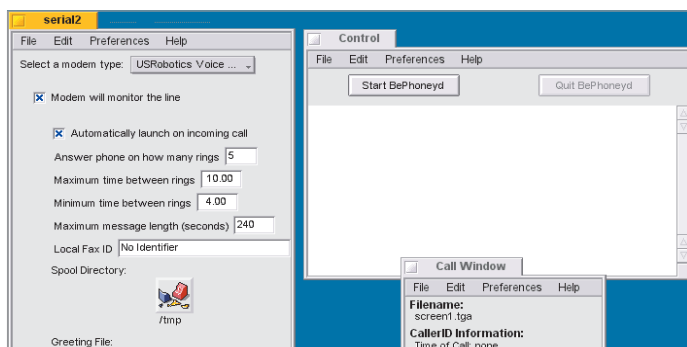 serial2
File Edit Preferences Help
Select a modem type: USRobotics Voice ...
Modem will monitor the line
Automatically launch on incoming call
Answer phone on how many rings 5
Maximum time between rings 10.00
Minimum time between rings 4.00
Maximum message length (seconds) 240
Local Fax ID No Identifier
Spool Directory:
/tmp
Greeting File:
Control
File Edit Preferences Help
Start BePhoneyd Quit BePhoneyd
Call Window
File Edit Preferences Help
Filename:
screen1.tga
CallerID Information:
Time of Call: none